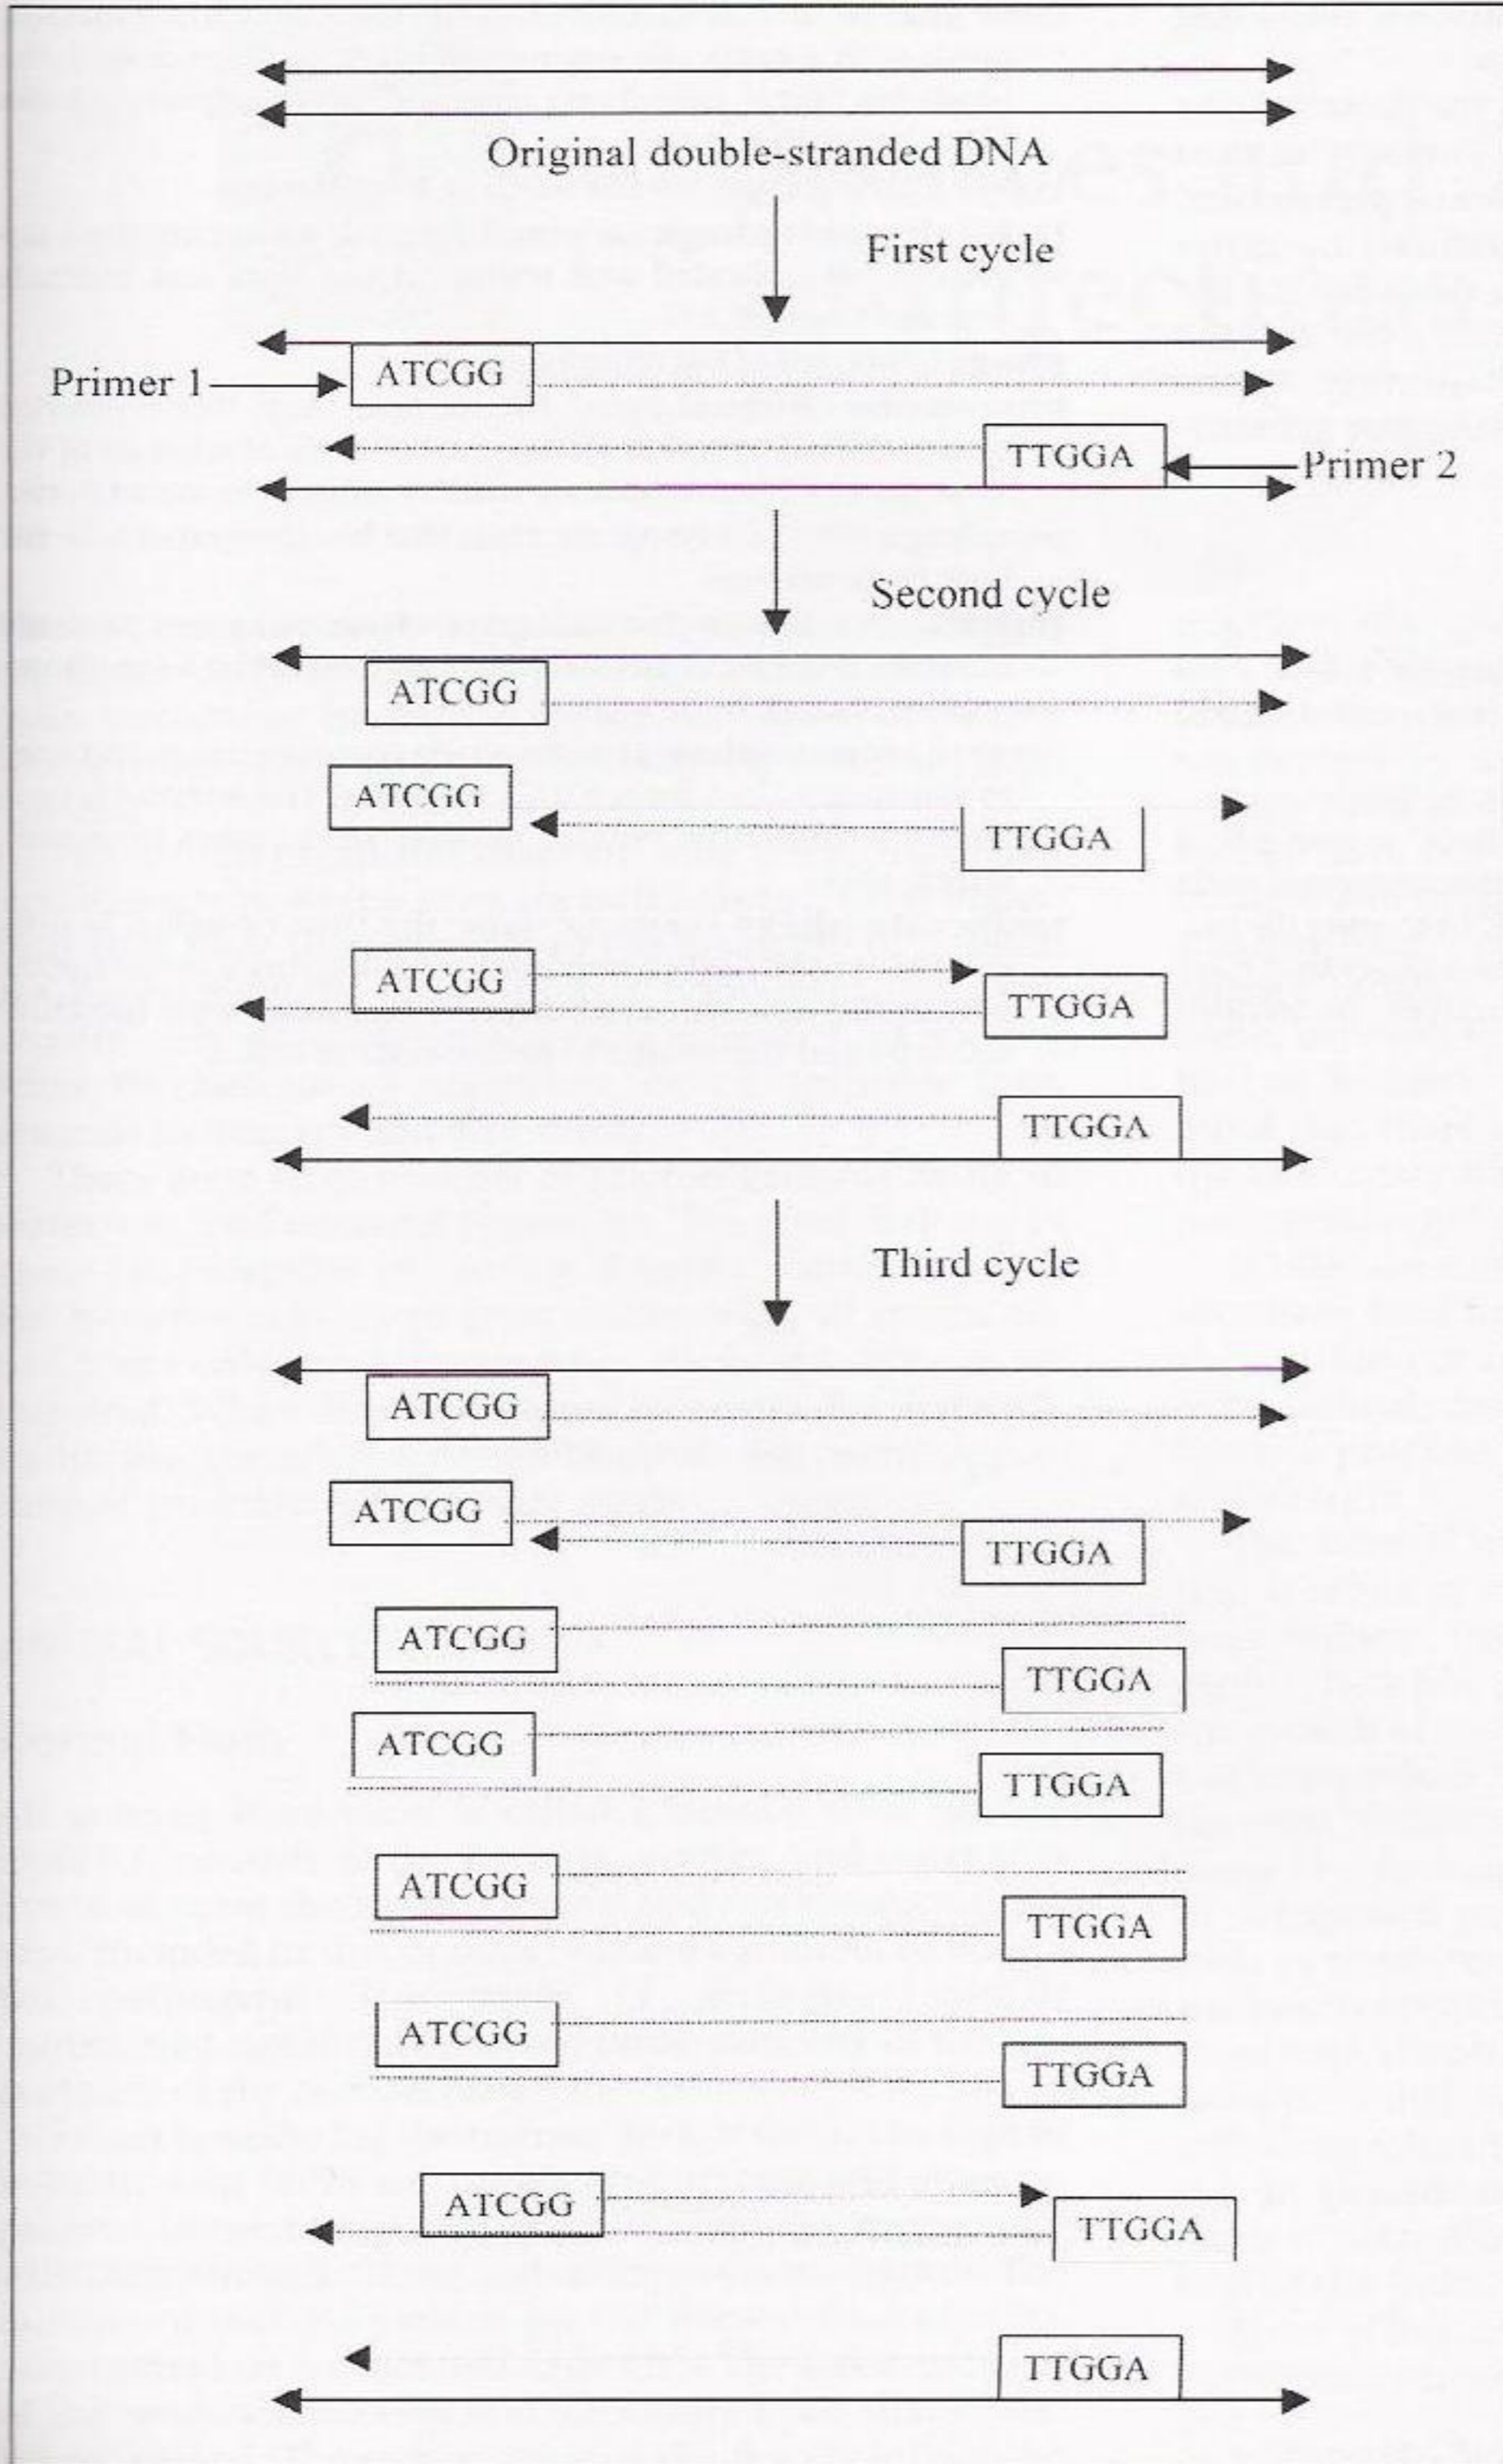 Original double-stranded DNA
First cycle
Primer 1
ATCGG
TTGGA
Primer 2
Second cycle
ATCGG
ATCGG
TTGGA
ATCGG
TTGGA
TTGGA
Third cycle
ATCGG
ATCGG
TTGGA
ATCGG
TTGGA
ATCGG
TTGGA
ATCGG
TTGGA
ATCGG
TTGGA
ATCGG
TTGGA
TTGGA